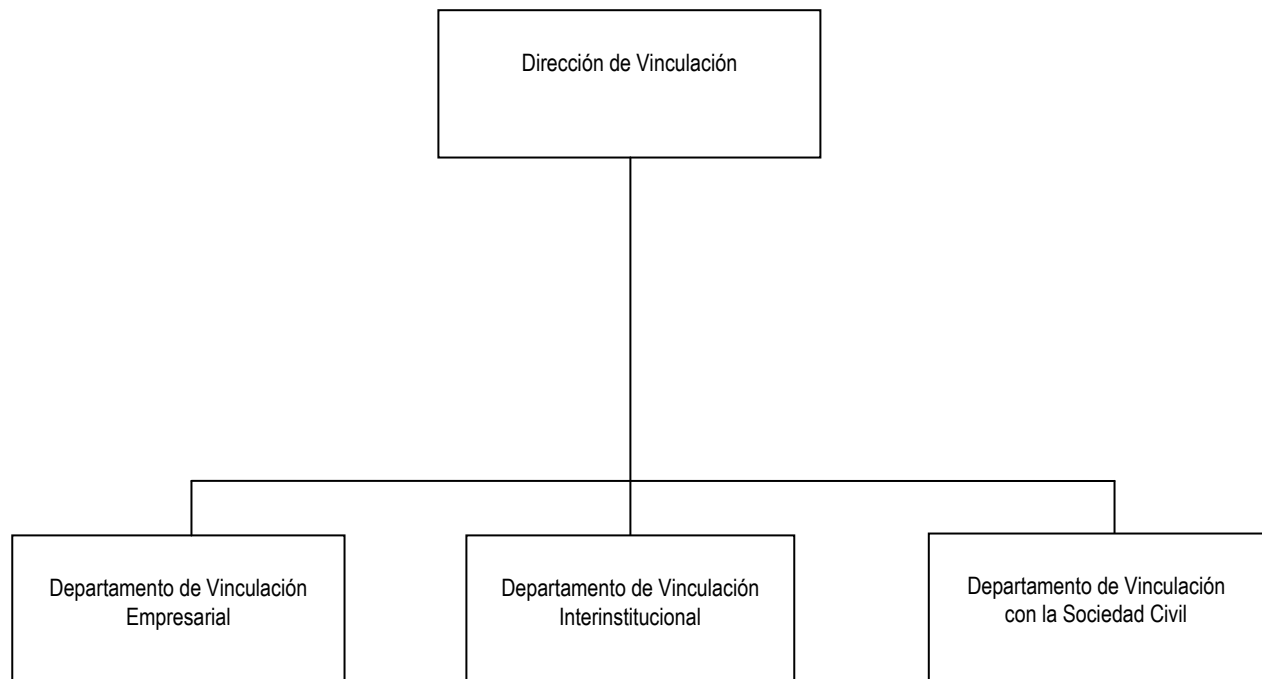 Dirección de Vinculación
Departamento de Vinculación
Empresarial
Departamento de Vinculación
Interinstitucional
Departamento de Vinculación
con la Sociedad Civil